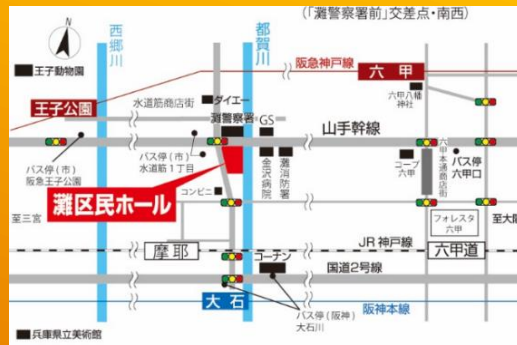 (「灘警察署前」交差点・南西)
西郷川
都賀川
N
王子動物園
阪急神戸線
六甲
王子公園
水道筋商店街
ダイエー
六甲八幡
神社
灘警察署
GS
山手幹線
バス停(市)
阪急王子公園
バス停(市)
水道筋1丁目
金沢病院
灘消防署
コープ
六甲
六甲本通商店街
バス停
六甲口
灘区民ホール
コンビニ
至三宮
フォレスタ
六甲
至大阪
JR神戸線
摩耶
コーナン
六甲道
国道2号線
大石
バス停(阪神)
大石川
阪神本線
兵庫県立美術館